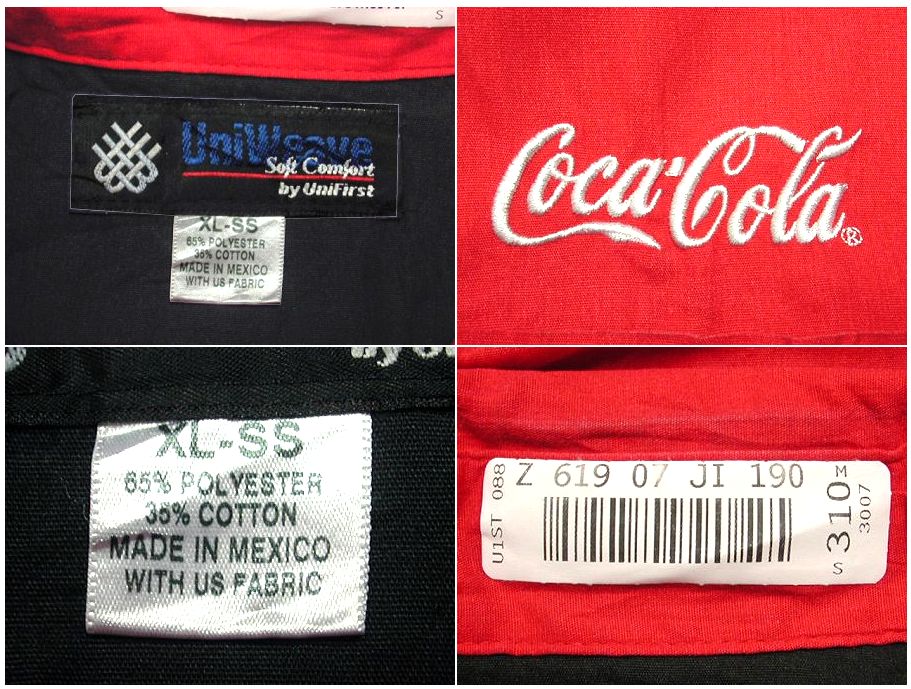 S
UniWeave
Soft Comfort
by UniFirst
XL-SS
65% POLYESTER
35% COTTON
MADE IN MEXICO
WITH US FABRIC
Coca-Cola®
XL-SS
65% POLYESTER
35% COTTON
MADE IN MEXICO
WITH US FABRIC
Z 619 07 JI 190
U1ST 088
310
M
3007
S